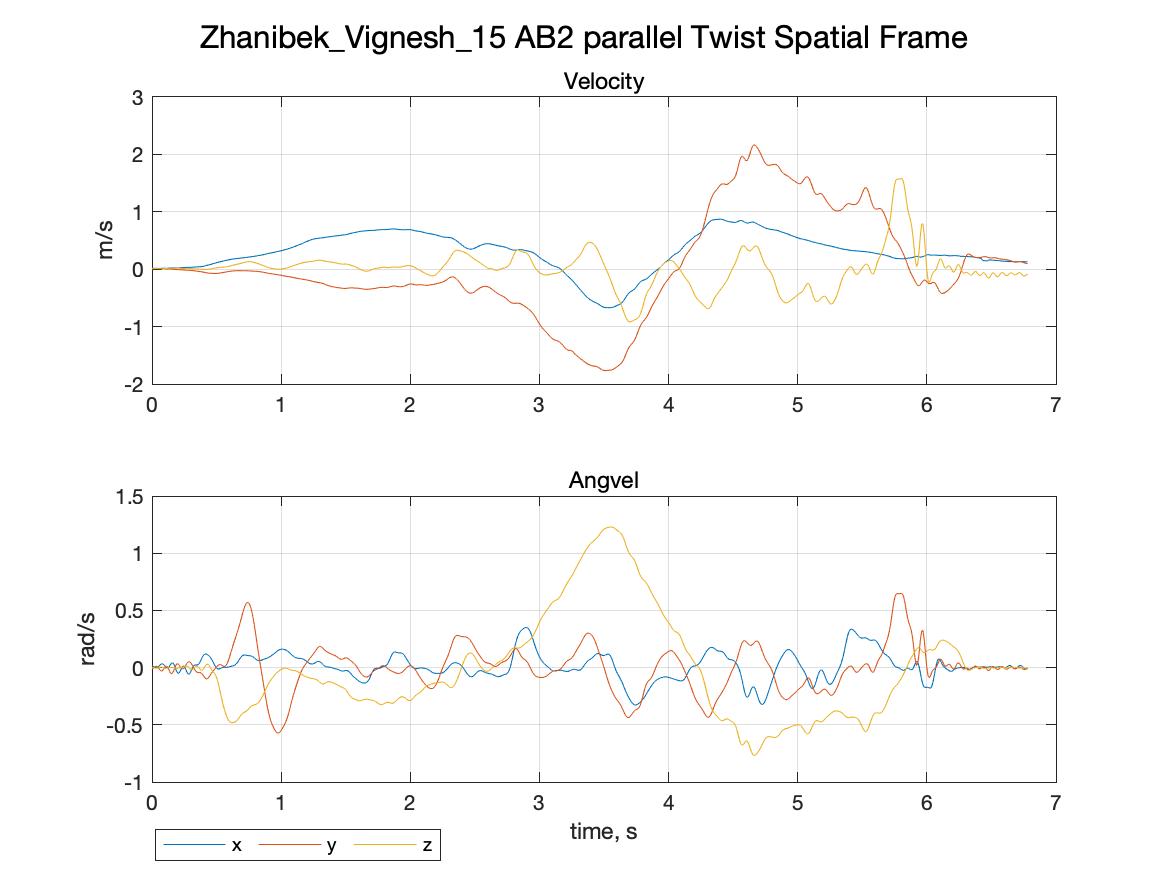 Zhanibek_Vignesh_15 AB2 parallel Twist Spatial Frame
Velocity
3
2
1
0
-1
-2
m/s
0 1 2 3 4 5 6 7
Angvel
1.5
1
0.5
0
-0.5
-1
rad/s
0 1 2 3 4 5 6 7
time, s
x y z